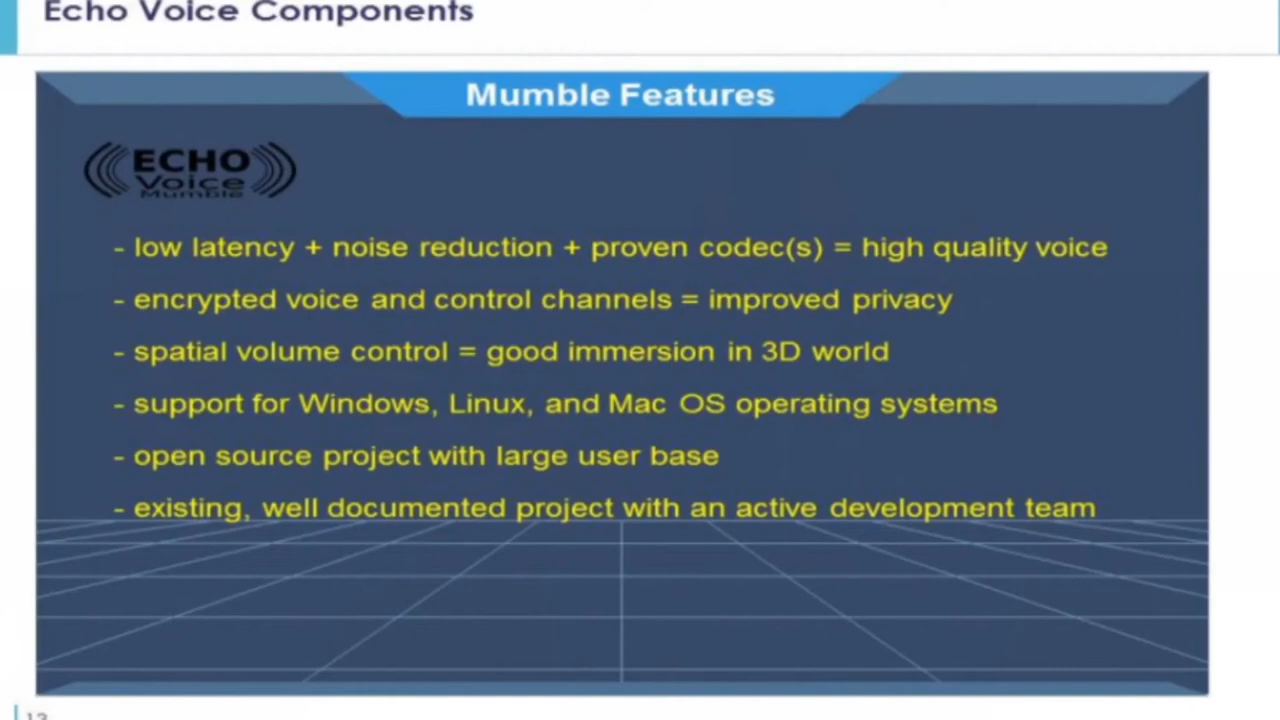 Echo Voice Components
Mumble Features
ECHO
Voice
Mumble
- low latency + noise reduction + proven codec(s) = high quality voice
- encrypted voice and control channels = improved privacy
- spatial volume control = good immersion in 3D world
- support for Windows, Linux, and Mac OS operating systems
- open source project with large user base
- existing, well documented project with an active development team